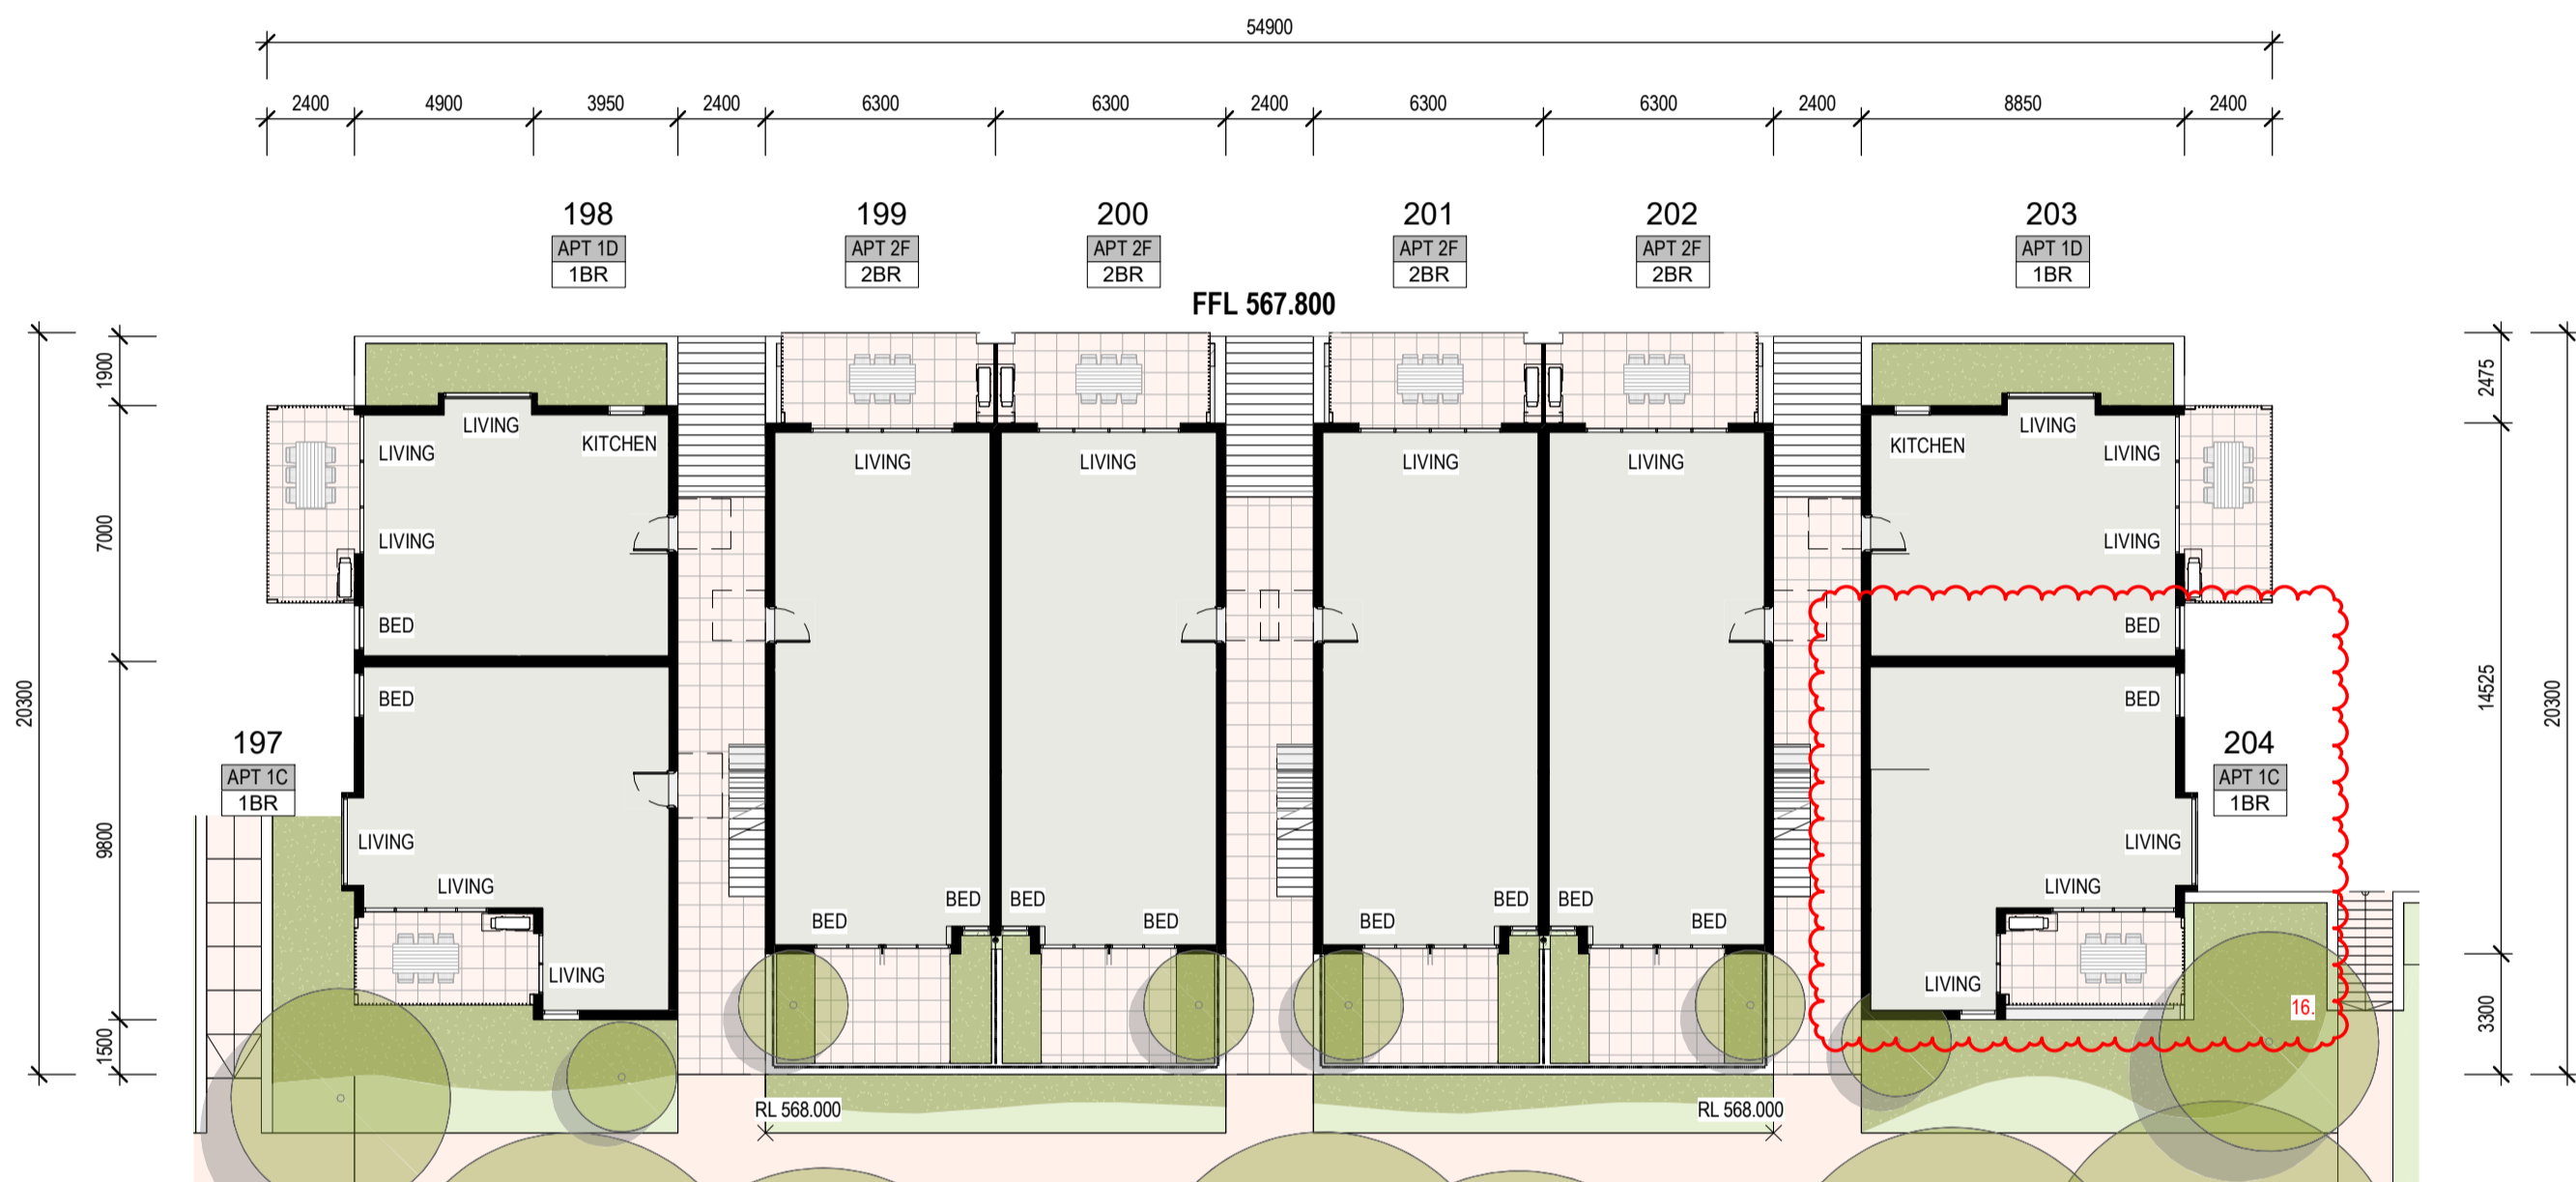 54900
2400 4900 3950 2400 6300 6300 2400 6300 6300 2400 8850 2400
198 199 200 201 202 203
APT 1D APT 2F APT 2F APT 2F APT 2F APT 1D
1BR 2BR 2BR 2BR 2BR 1BR
FFL 567.800
1900
2475
LIVING LIVING
KITCHEN KITCHEN
LIVING LIVING
LIVING LIVING LIVING LIVING
7000
LIVING LIVING
BED BED
20300
14525
20300
BED BED
197
APT 1C
1BR
204
APT 1C
1BR
9800
LIVING LIVING
LIVING LIVING
BED BED BED BED
BED BED BED BED
LIVING LIVING
16.
1500
3300
RL 568.000 RL 568.000